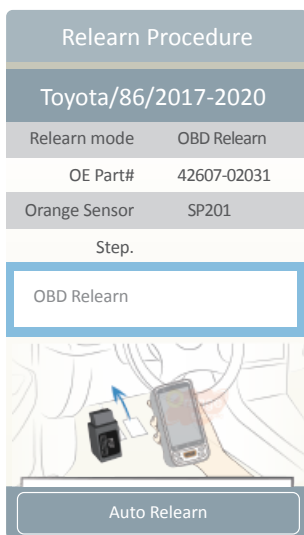 Relearn Procedure
Toyota/86/2017-2020
Relearn mode OBD Relearn
OE Part# 42607-02031
Orange Sensor SP201
Step.
OBD Relearn
Auto Relearn